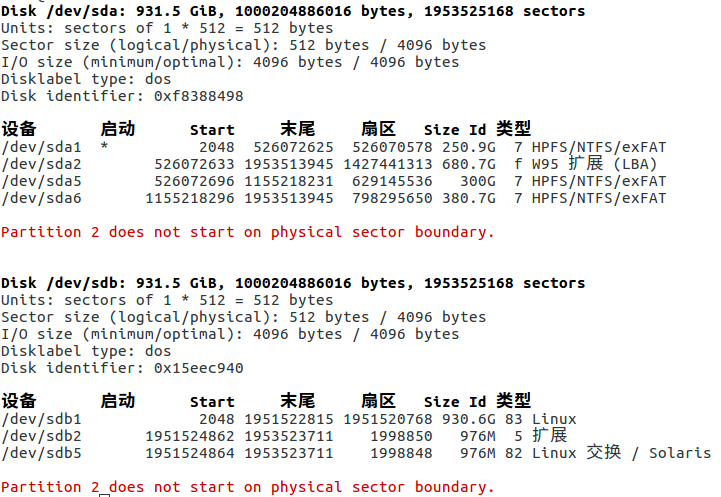 Disk /dev/sda: 931.5 GiB, 1000204886016 bytes, 1953525168 sectors
Units: sectors of 1 * 512 = 512 bytes
Sector size (logical/physical): 512 bytes / 4096 bytes
I/O size (minimum/optimal): 4096 bytes / 4096 bytes
Disklabel type: dos
Disk identifier: 0xf8388498
设备 启动 Start 末尾 扇区 Size Id 类型
/dev/sda1 * 2048 526072625 526070578 250.9G 7 HPFS/NTFS/exFAT
/dev/sda2 526072633 1953513945 1427441313 680.7G f W95 扩展 (LBA)
/dev/sda5 526072696 1155218231 629145536 300G 7 HPFS/NTFS/exFAT
/dev/sda6 1155218296 1953513945 798295650 380.7G 7 HPFS/NTFS/exFAT
Partition 2 does not start on physical sector boundary.
Disk /dev/sdb: 931.5 GiB, 1000204886016 bytes, 1953525168 sectors
Units: sectors of 1 * 512 = 512 bytes
Sector size (logical/physical): 512 bytes / 4096 bytes
I/O size (minimum/optimal): 4096 bytes / 4096 bytes
Disklabel type: dos
Disk identifier: 0x15eec940
设备 启动 Start 末尾 扇区 Size Id 类型
/dev/sdb1 2048 1951522815 1951520768 930.6G 83 Linux
/dev/sdb2 1951524862 1953523711 1998850 976M 5 扩展
/dev/sdb5 1951524864 1953523711 1998848 976M 82 Linux 交换 / Solaris
Partition 2 does not start on physical sector boundary.